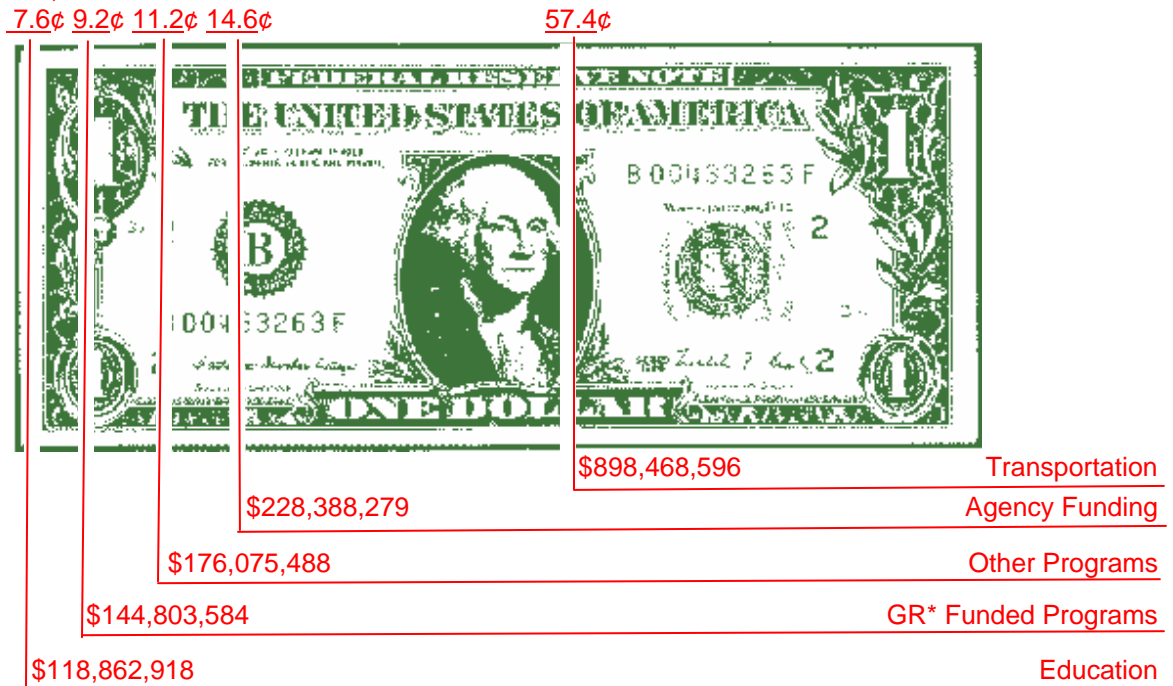 7.6¢ 9.2¢ 11.2¢ 14.6¢ 57.4¢
FEDERAL RESERVE NOTE
THE UNITED STATES OF AMERICA
B00433263F
2
B
00433263F
2
ONE DOLLAR
$898,468,596 Transportation
$228,388,279 Agency Funding
$176,075,488 Other Programs
$144,803,584 GR* Funded Programs
$118,862,918 Education